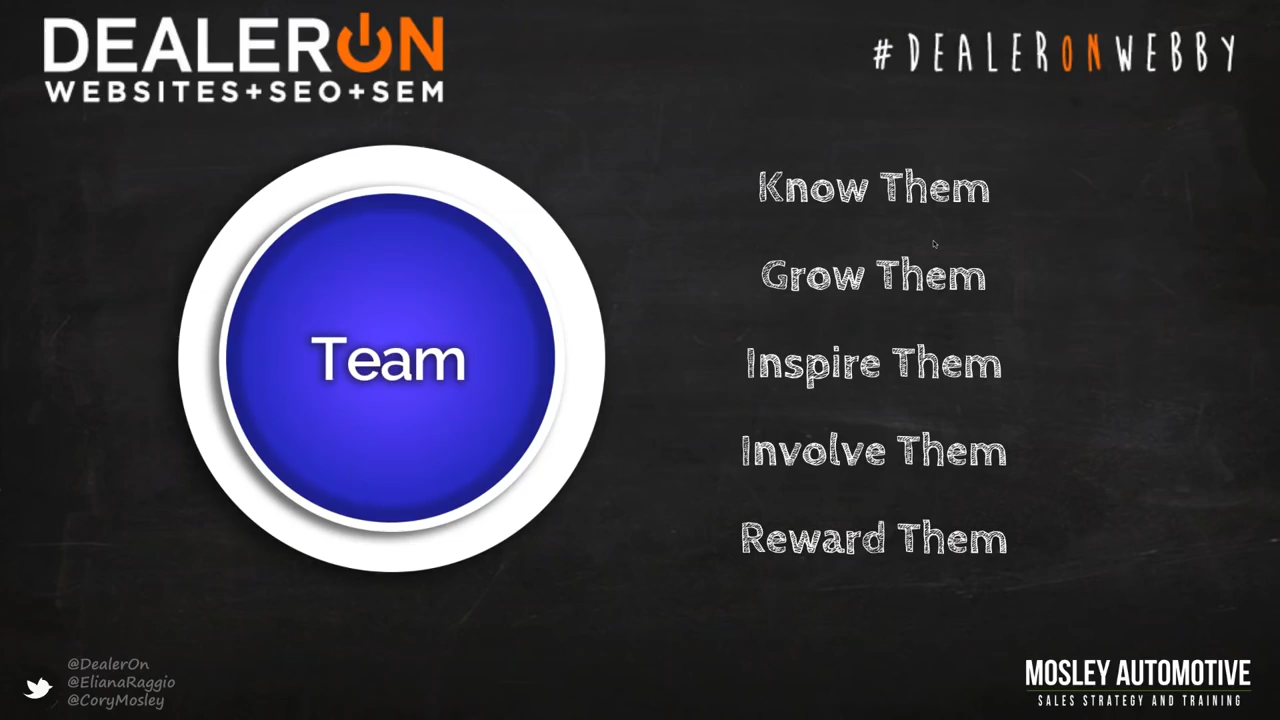 DEALERON
WEBSITES+SEO+SEM
#DEALERONWEBBY
Team
Know Them
Grow Them
Inspire Them
Involve Them
Reward Them
@DealerOn
@ElianaRaggio
@CoryMosley
MOSLEY AUTOMOTIVE
SALES STRATEGY AND TRAINING